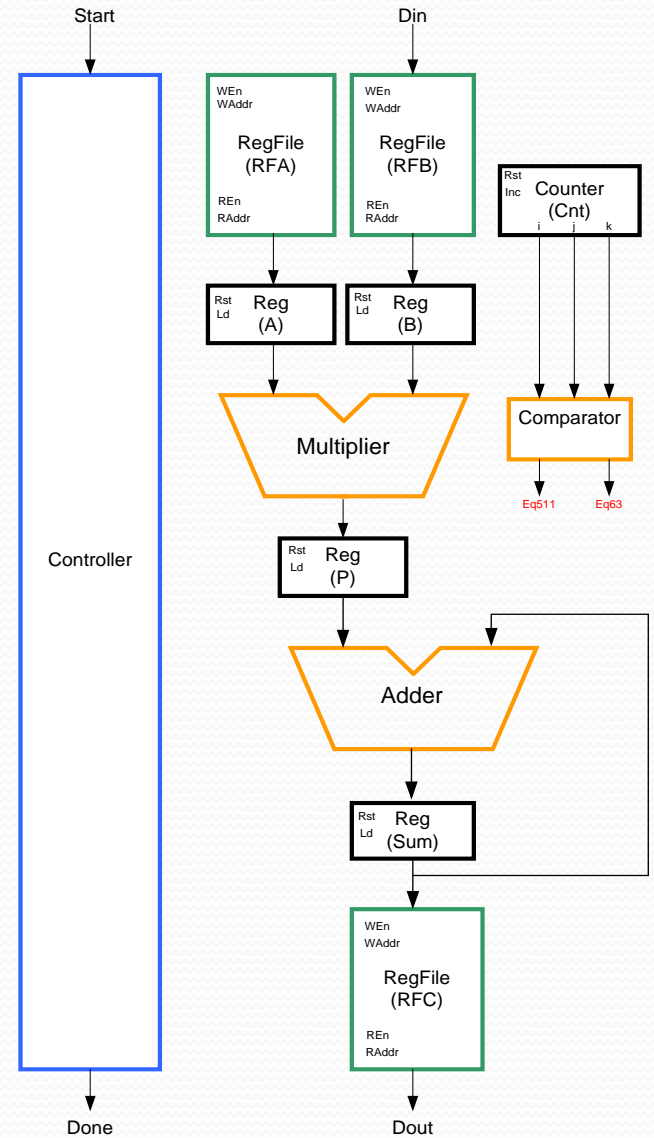 Start
Din
Controller
WEn
WAddr
RegFile
(RFA)
REn
RAddr
WEn
WAddr
RegFile
(RFB)
REn
RAddr
Rst
Inc
Counter
(Cnt)
i j k
Rst
Ld
Reg
(A)
Rst
Ld
Reg
(B)
Multiplier
Comparator
Eq511
Eq63
Rst
Ld
Reg
(P)
Adder
Rst
Ld
Reg
(Sum)
WEn
WAddr
RegFile
(RFC)
REn
RAddr
Done
Dout